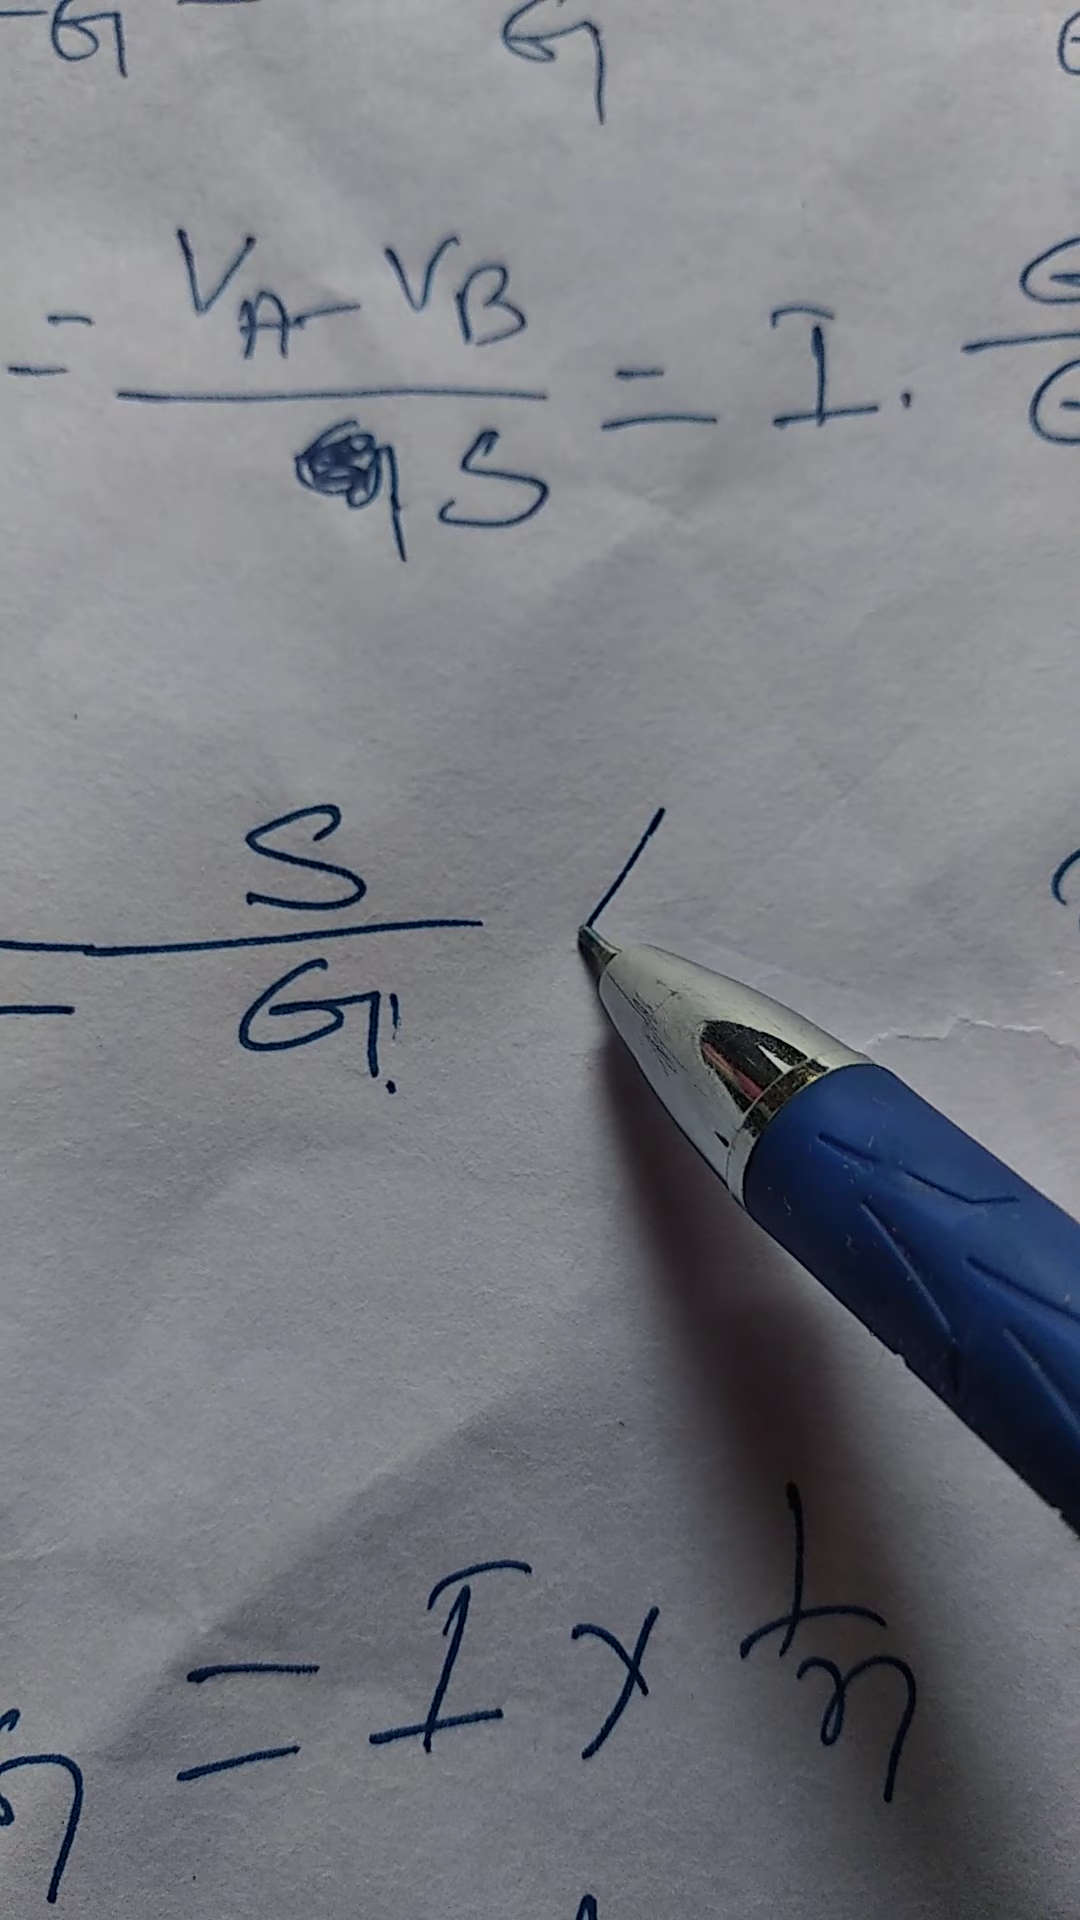 G G
= V_A - V_B / S = I. G / G
S / G
= I x 1/n